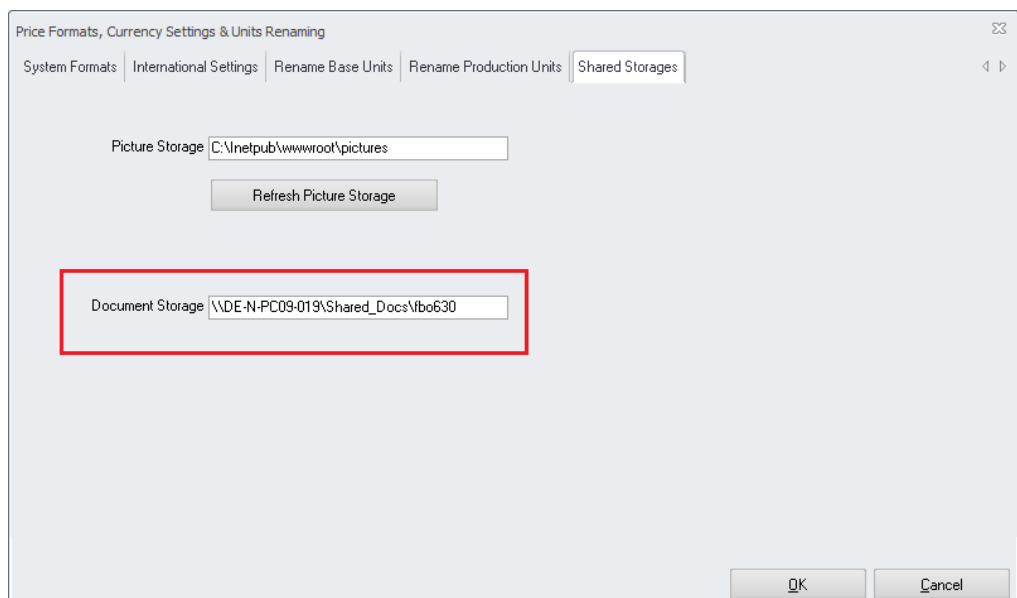 Price Formats, Currency Settings & Units Renaming
System Formats International Settings Rename Base Units Rename Production Units Shared Storages
Picture Storage C:\Inetpub\wwwroot\pictures
Refresh Picture Storage
Document Storage \\DE-N-PC09-019\Shared_Docs\fbo630
OK Cancel